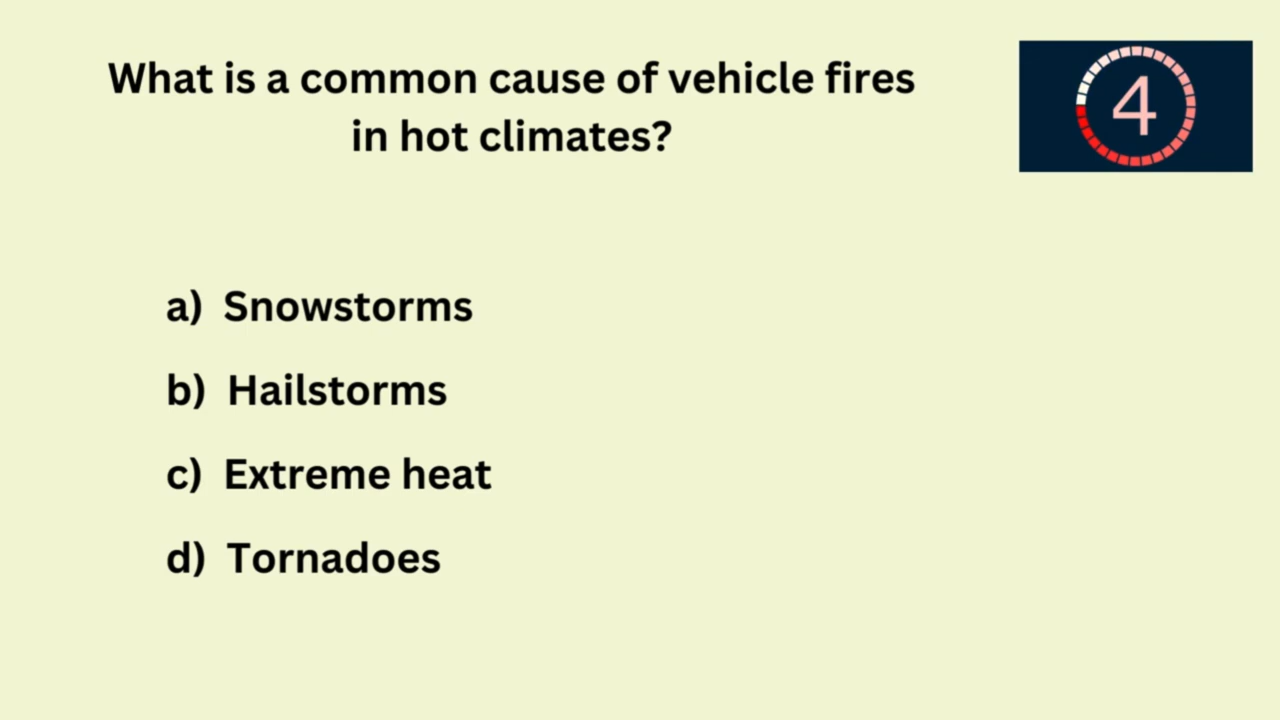 What is a common cause of vehicle fires
in hot climates?
4
a) Snowstorms
b) Hailstorms
c) Extreme heat
d) Tornadoes